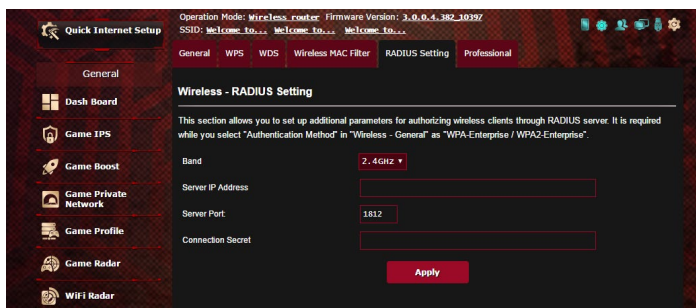 Quick Internet Setup
General
Dash Board
Game IPS
Game Boost
Game Private
Network
Game Profile
Game Radar
WiFi Radar
Operation Mode: Wireless router Firmware Version: 3.0.0.4.382_10397
SSID: Welcome to... Welcome to... Welcome to...
General WPS WDS Wireless MAC Filter RADIUS Setting Professional
Wireless - RADIUS Setting
This section allows you to set up additional parameters for authorizing wireless clients through RADIUS server. It is required
while you select "Authentication Method" in "Wireless - General" as "WPA-Enterprise / WPA2-Enterprise".
Band 2.4GHz
Server IP Address
Server Port: 1812
Connection Secret
Apply